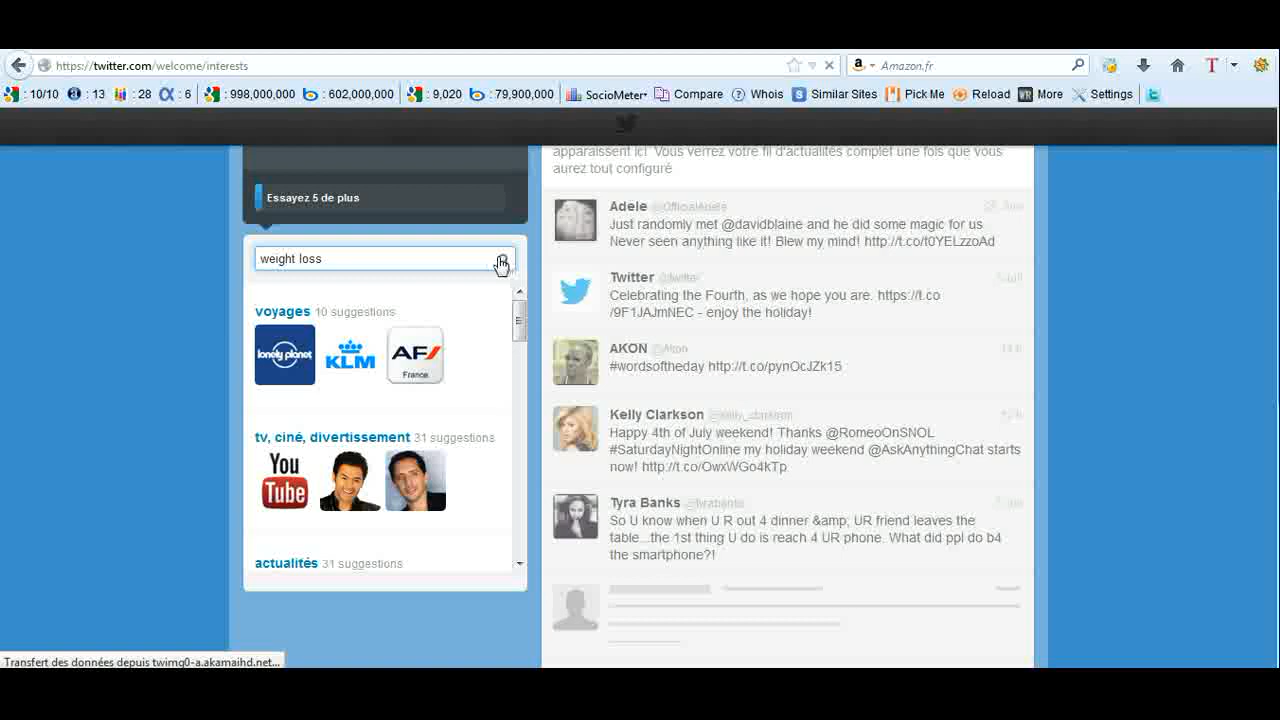 https://twitter.com/welcome/interests
Amazon.fr
: 10/10 : 13 : 28 : 6 : 998,000,000 : 602,000,000 : 9,020 : 79,900,000 SocioMeter Compare Whois Similar Sites Pick Me Reload More Settings
Essayez 5 de plus
weight loss
voyages 10 suggestions
lonely planet
KLM
AF
France
tv, ciné, divertissement 31 suggestions
You
Tube
actualités 31 suggestions
apparaissent ici. Vous verrez votre fil d'actualités complet une fois que vous
aurez tout configuré
Adele @OfficialAdele
Just randomly met @davidblaine and he did some magic for us
Never seen anything like it! Blew my mind! http://t.co/t0YELzzoAd
Twitter @twitter
Celebrating the Fourth, as we hope you are. https://t.co
/9F1JAJmNEC - enjoy the holiday!
AKON @Akon
#wordsoftheday http://t.co/pynOcJZk15
Kelly Clarkson @kelly_clarkson
Happy 4th of July weekend! Thanks @RomeoOnSNOL
#SaturdayNightOnline my holiday weekend @AskAnythingChat starts
now! http://t.co/OwxWGo4kTp
Tyra Banks @tyrabanks
So U know when U R out 4 dinner &amp; UR friend leaves the
table...the 1st thing U do is reach 4 UR phone. What did ppl do b4
the smartphone?!
Transfert des données depuis twimg0-a.akamaihd.net...